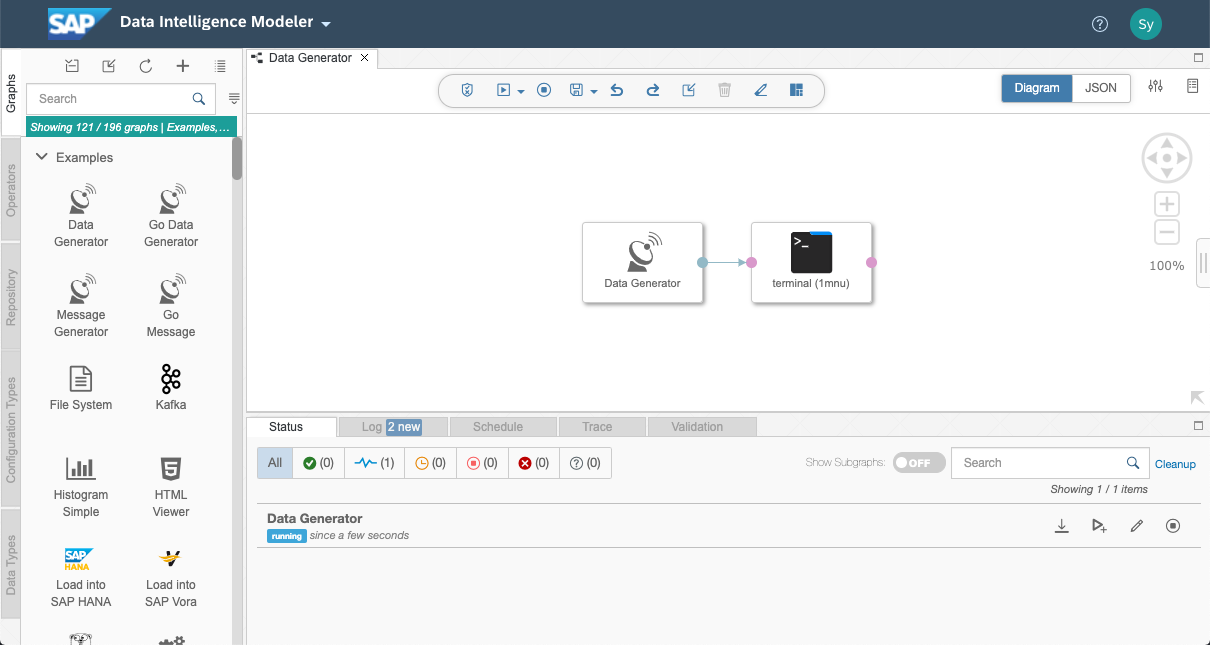 SAP Data Intelligence Modeler
Sy
Graphs
Operators
Repository
Configuration Types
Data Types
Search
Showing 121 / 196 graphs | Examples,...
Examples
Data
Generator
Go Data
Generator
Message
Generator
Go
Message
File System
Kafka
Histogram
Simple
HTML
Viewer
SAP
HANA
Load into
SAP HANA
Load into
SAP Vora
Data Generator
Diagram JSON
Data Generator
>_
terminal (1mnu)
100%
Status Log 2 new Schedule Trace Validation
All (0) (1) (0) (0) (0) (0)
Show Subgraphs: OFF Search Cleanup
Showing 1 / 1 items
Data Generator
running since a few seconds